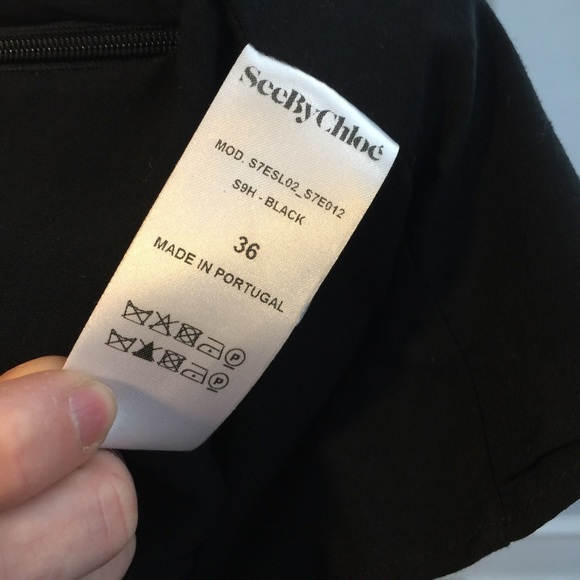 SeeByChloé
MOD. S7ESL02_S7E012
S9H - BLACK
36
MADE IN PORTUGAL
P
P